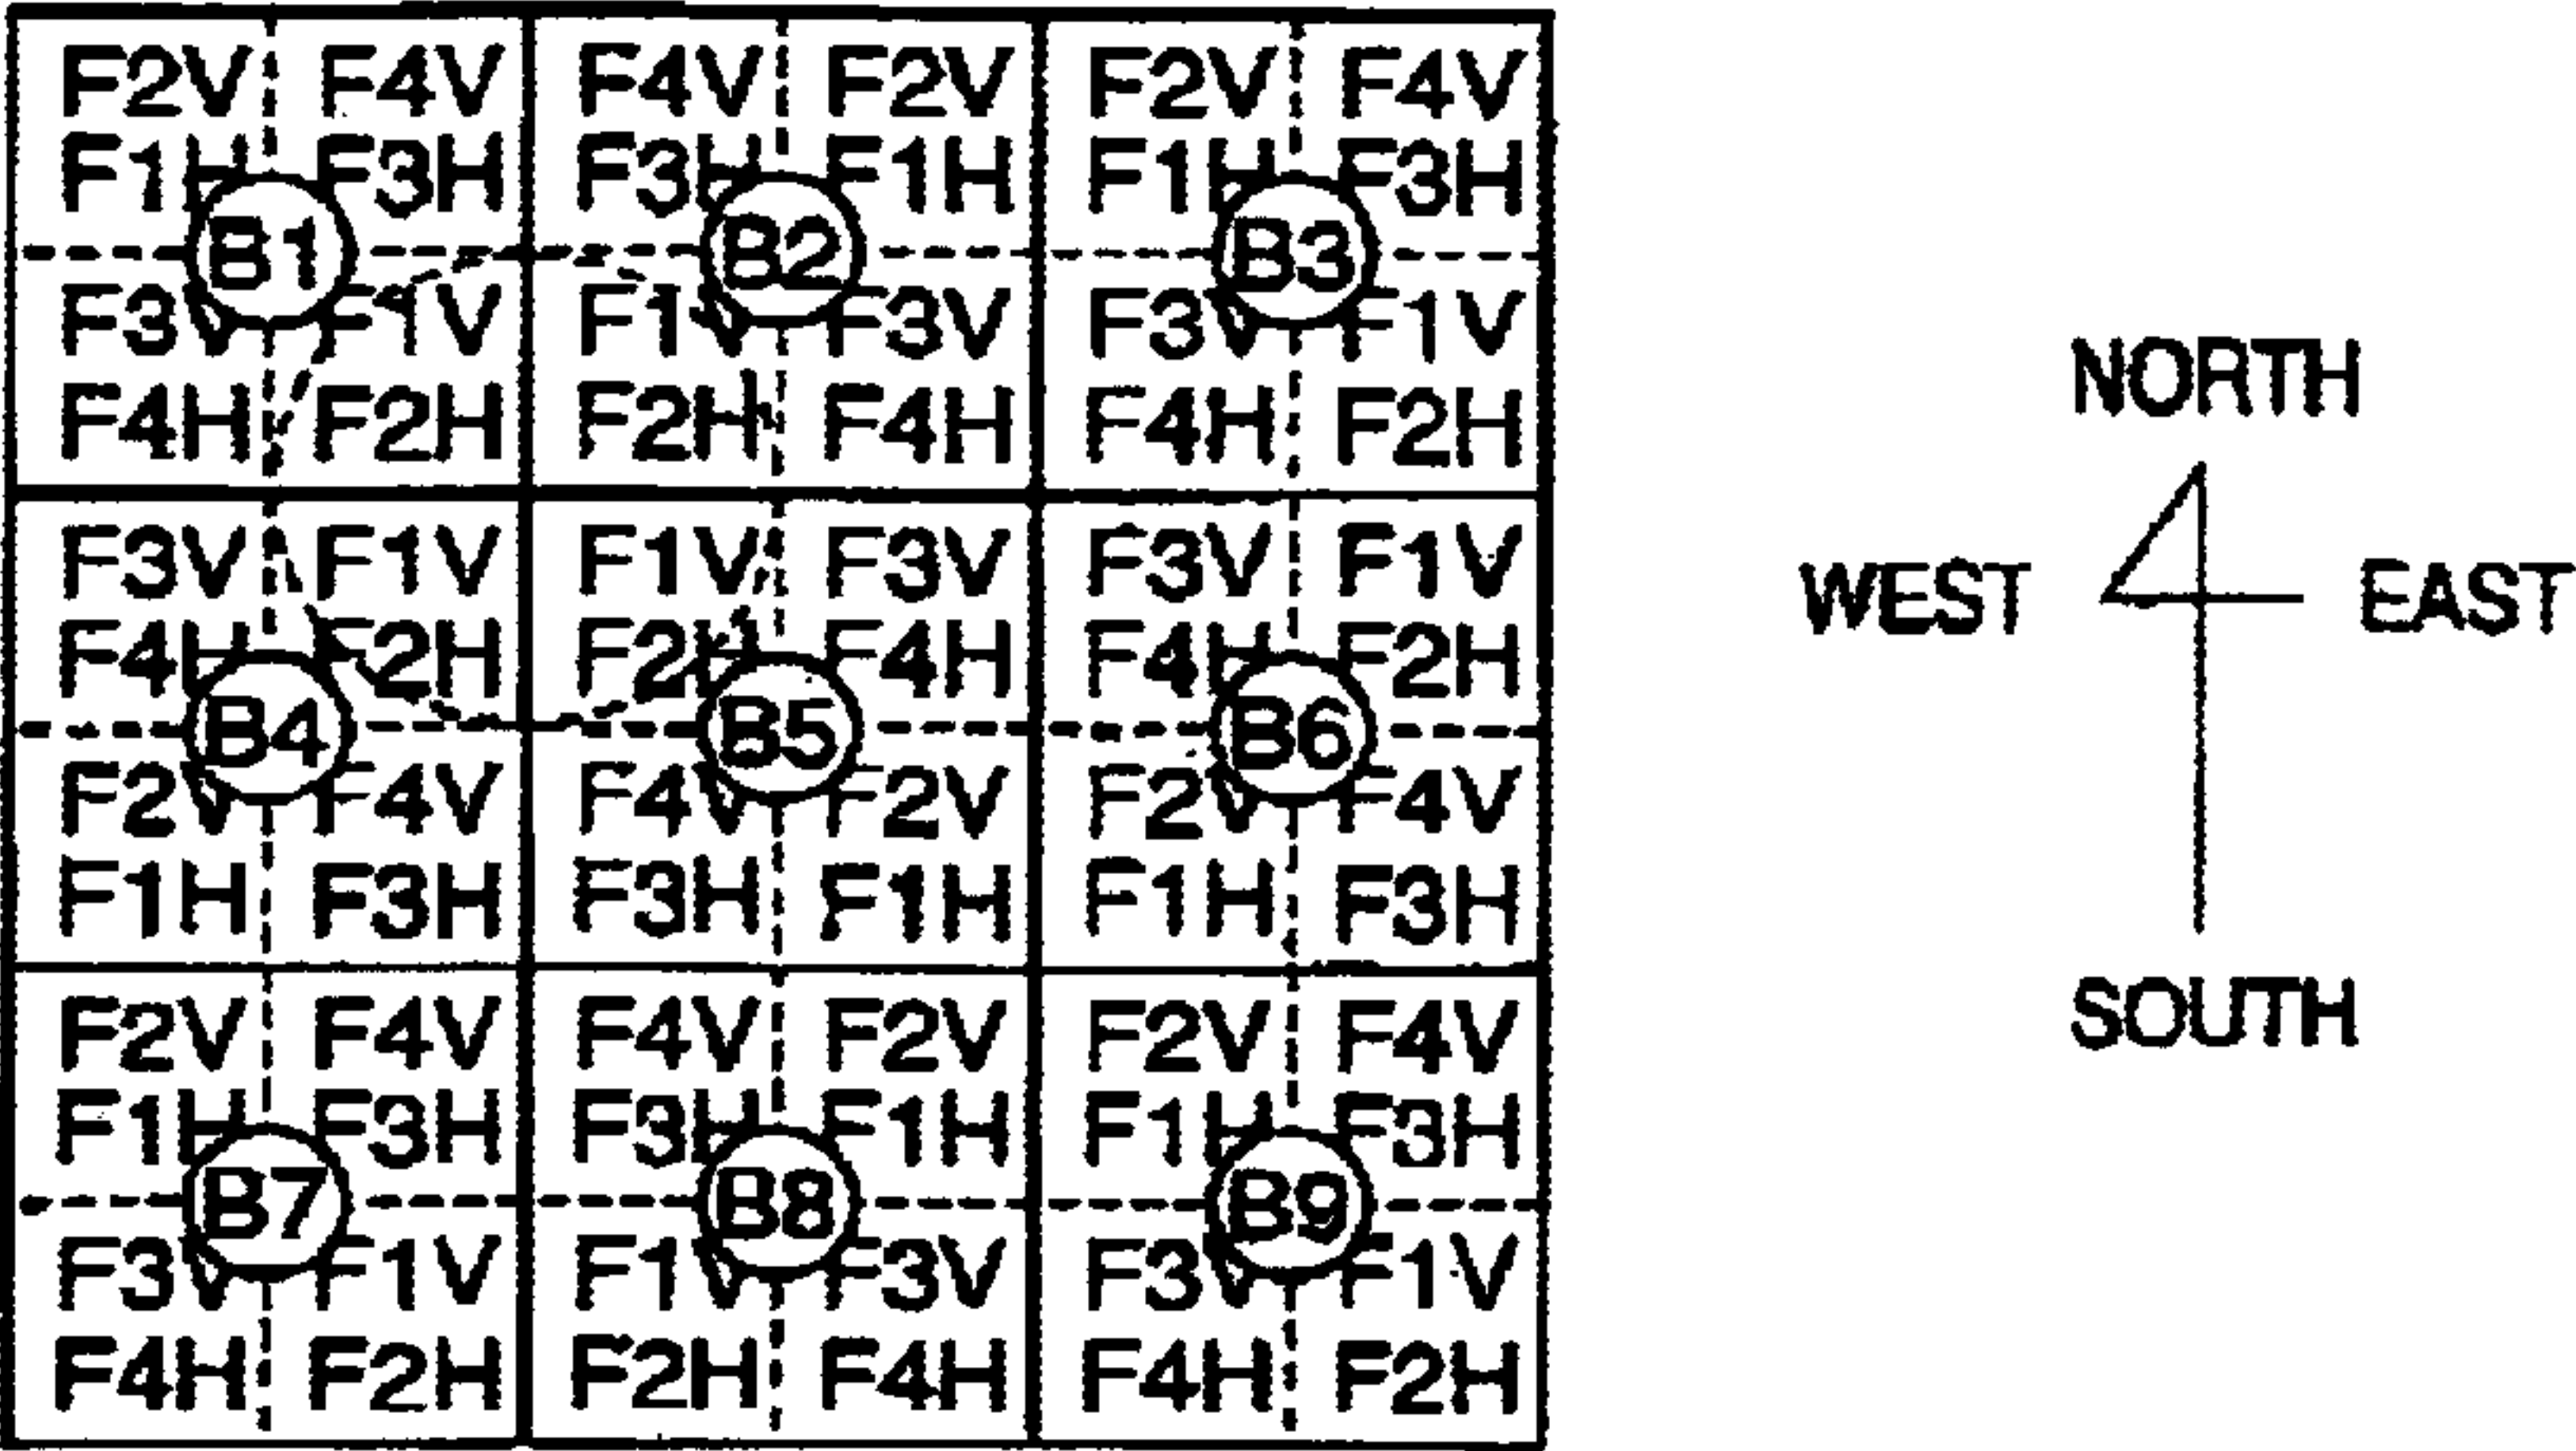 F2V F4V F4V F2V F2V F4V
F1H F3H F3H F1H F1H F3H
B1 B2 B3
F3V F1V F1V F3V F3V F1V
F4H F2H F2H F4H F4H F2H
NORTH
F3V F1V F1V F3V F3V F1V
WEST EAST
F4H F2H F2H F4H F4H F2H
B4 B5 B6
F2V F4V F4V F2V F2V F4V
F1H F3H F3H F1H F1H F3H
SOUTH
F2V F4V F4V F2V F2V F4V
F1H F3H F3H F1H F1H F3H
B7 B8 B9
F3V F1V F1V F3V F3V F1V
F4H F2H F2H F4H F4H F2H